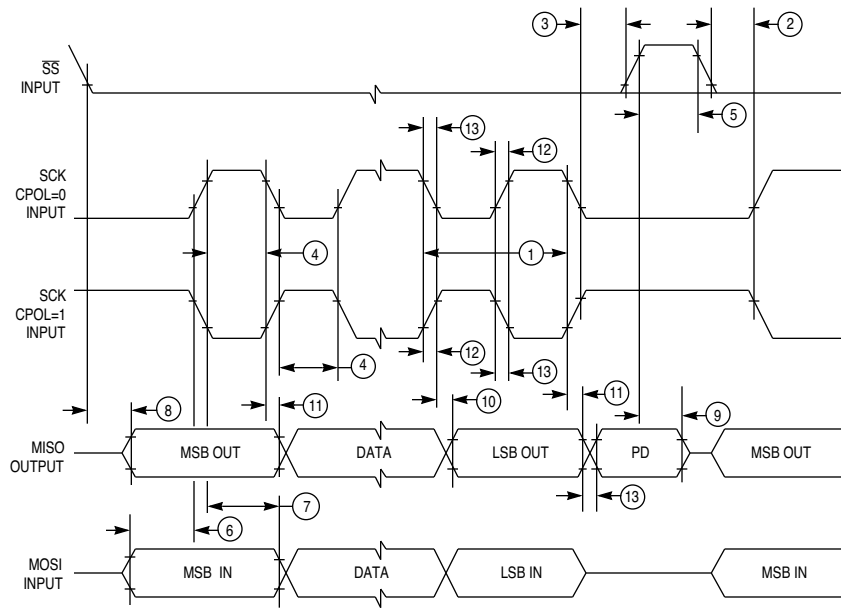 3
2
SS
INPUT
5
13
12
SCK
CPOL=0
INPUT
4
1
SCK
CPOL=1
INPUT
12
13
4
8
11
10
11
9
MISO
OUTPUT
MSB OUT
DATA
LSB OUT
PD
MSB OUT
7
13
6
MOSI
INPUT
MSB IN
DATA
LSB IN
MSB IN